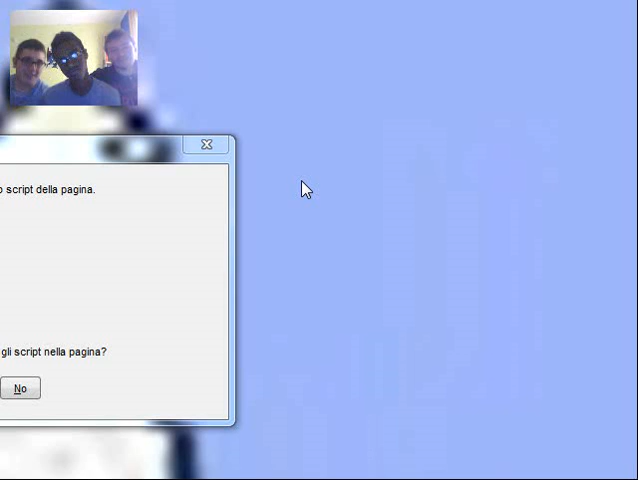 script della pagina.
gli script nella pagina?
No